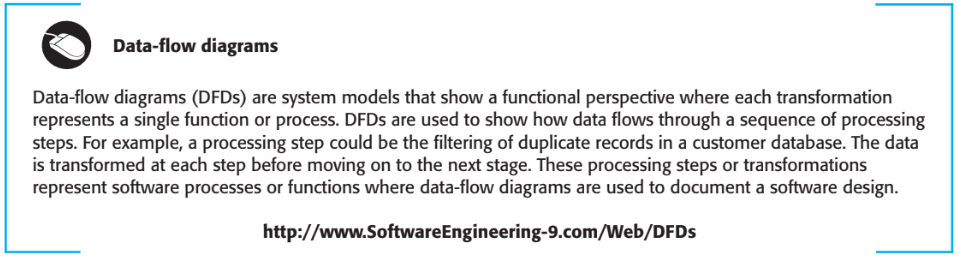 Data-flow diagrams
Data-flow diagrams (DFDs) are system models that show a functional perspective where each transformation
represents a single function or process. DFDs are used to show how data flows through a sequence of processing
steps. For example, a processing step could be the filtering of duplicate records in a customer database. The data
is transformed at each step before moving on to the next stage. These processing steps or transformations
represent software processes or functions where data-flow diagrams are used to document a software design.
http://www.SoftwareEngineering-9.com/Web/DFDs